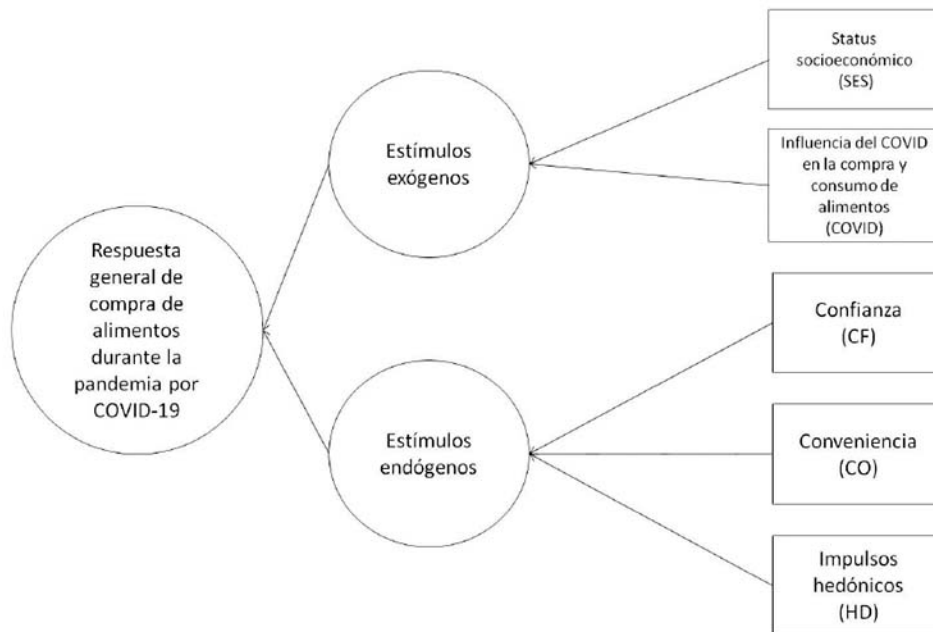 Respuesta
general de
compra de
alimentos
durante la
pandemia por
COVID-19
Estímulos
exógenos
Estímulos
endógenos
Status
socioeconómico
(SES)
Influencia del COVID
en la compra y
consumo de
alimentos
(COVID)
Confianza
(CF)
Conveniencia
(CO)
Impulsos
hedónicos
(HD)